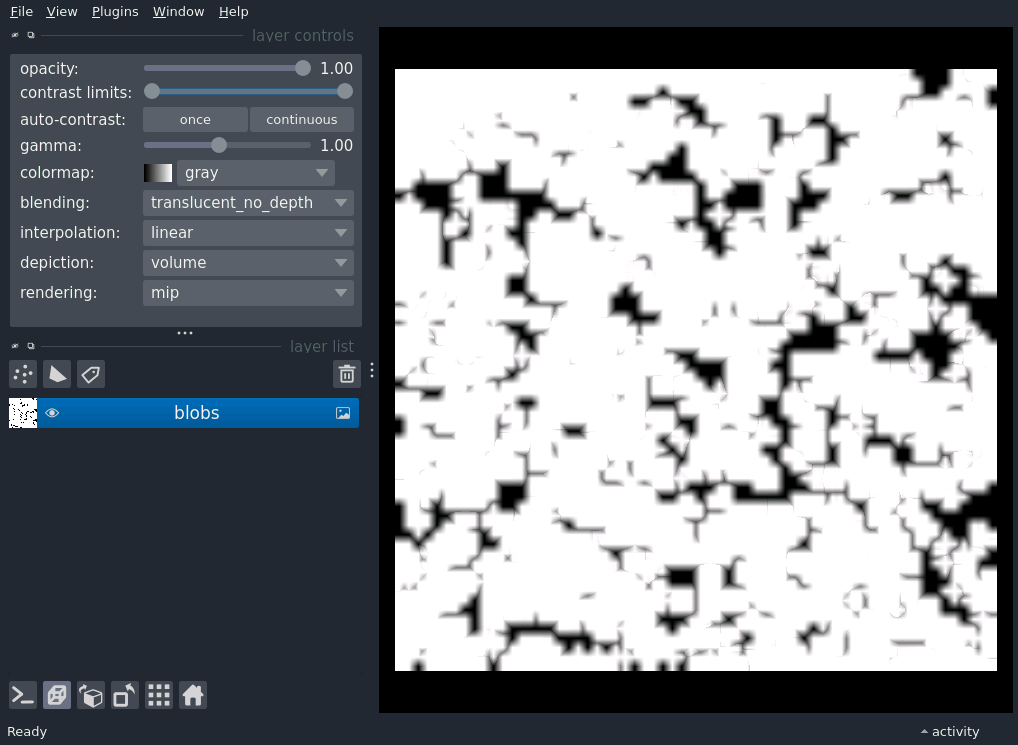 File View Plugins Window Help
layer controls
opacity: 1.00
contrast limits:
auto-contrast: once continuous
gamma: 1.00
colormap: gray
blending: translucent_no_depth
interpolation: linear
depiction: volume
rendering: mip
layer list
blobs
Ready activity